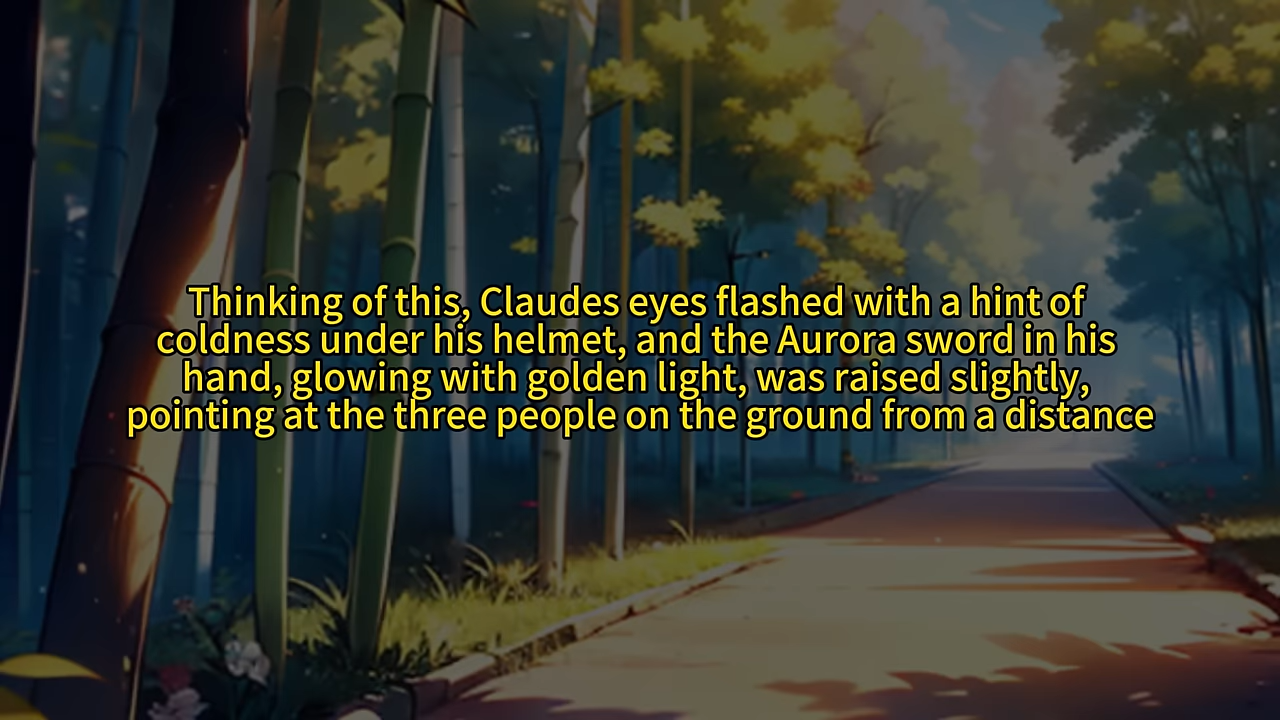 Thinking of this, Claudes eyes flashed with a hint of
coldness under his helmet, and the Aurora sword in his
hand, glowing with golden light, was raised slightly,
pointing at the three people on the ground from a distance